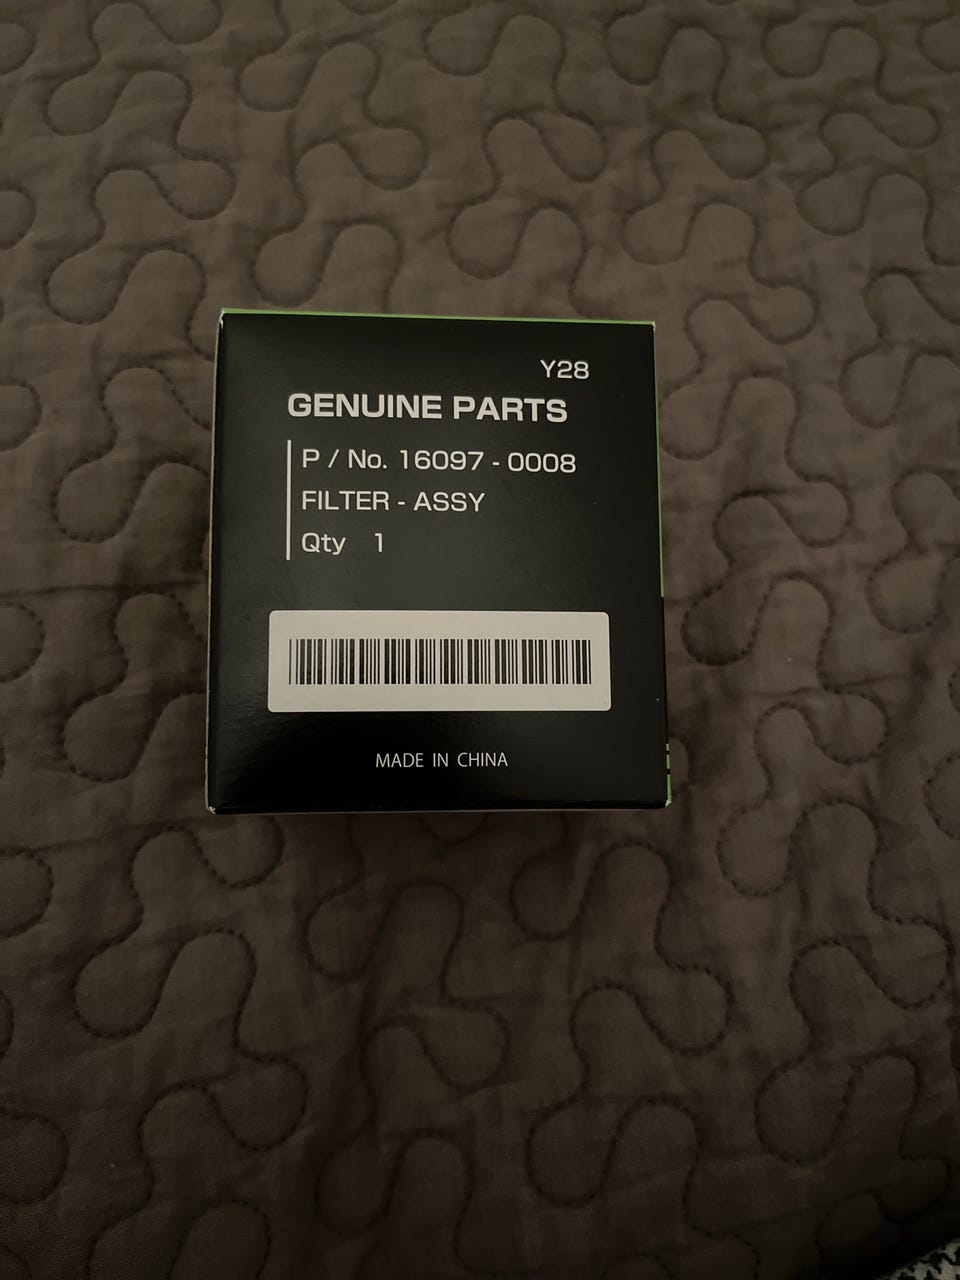 Y28
GENUINE PARTS
P / No. 16097 - 0008
FILTER - ASSY
Qty 1
MADE IN CHINA